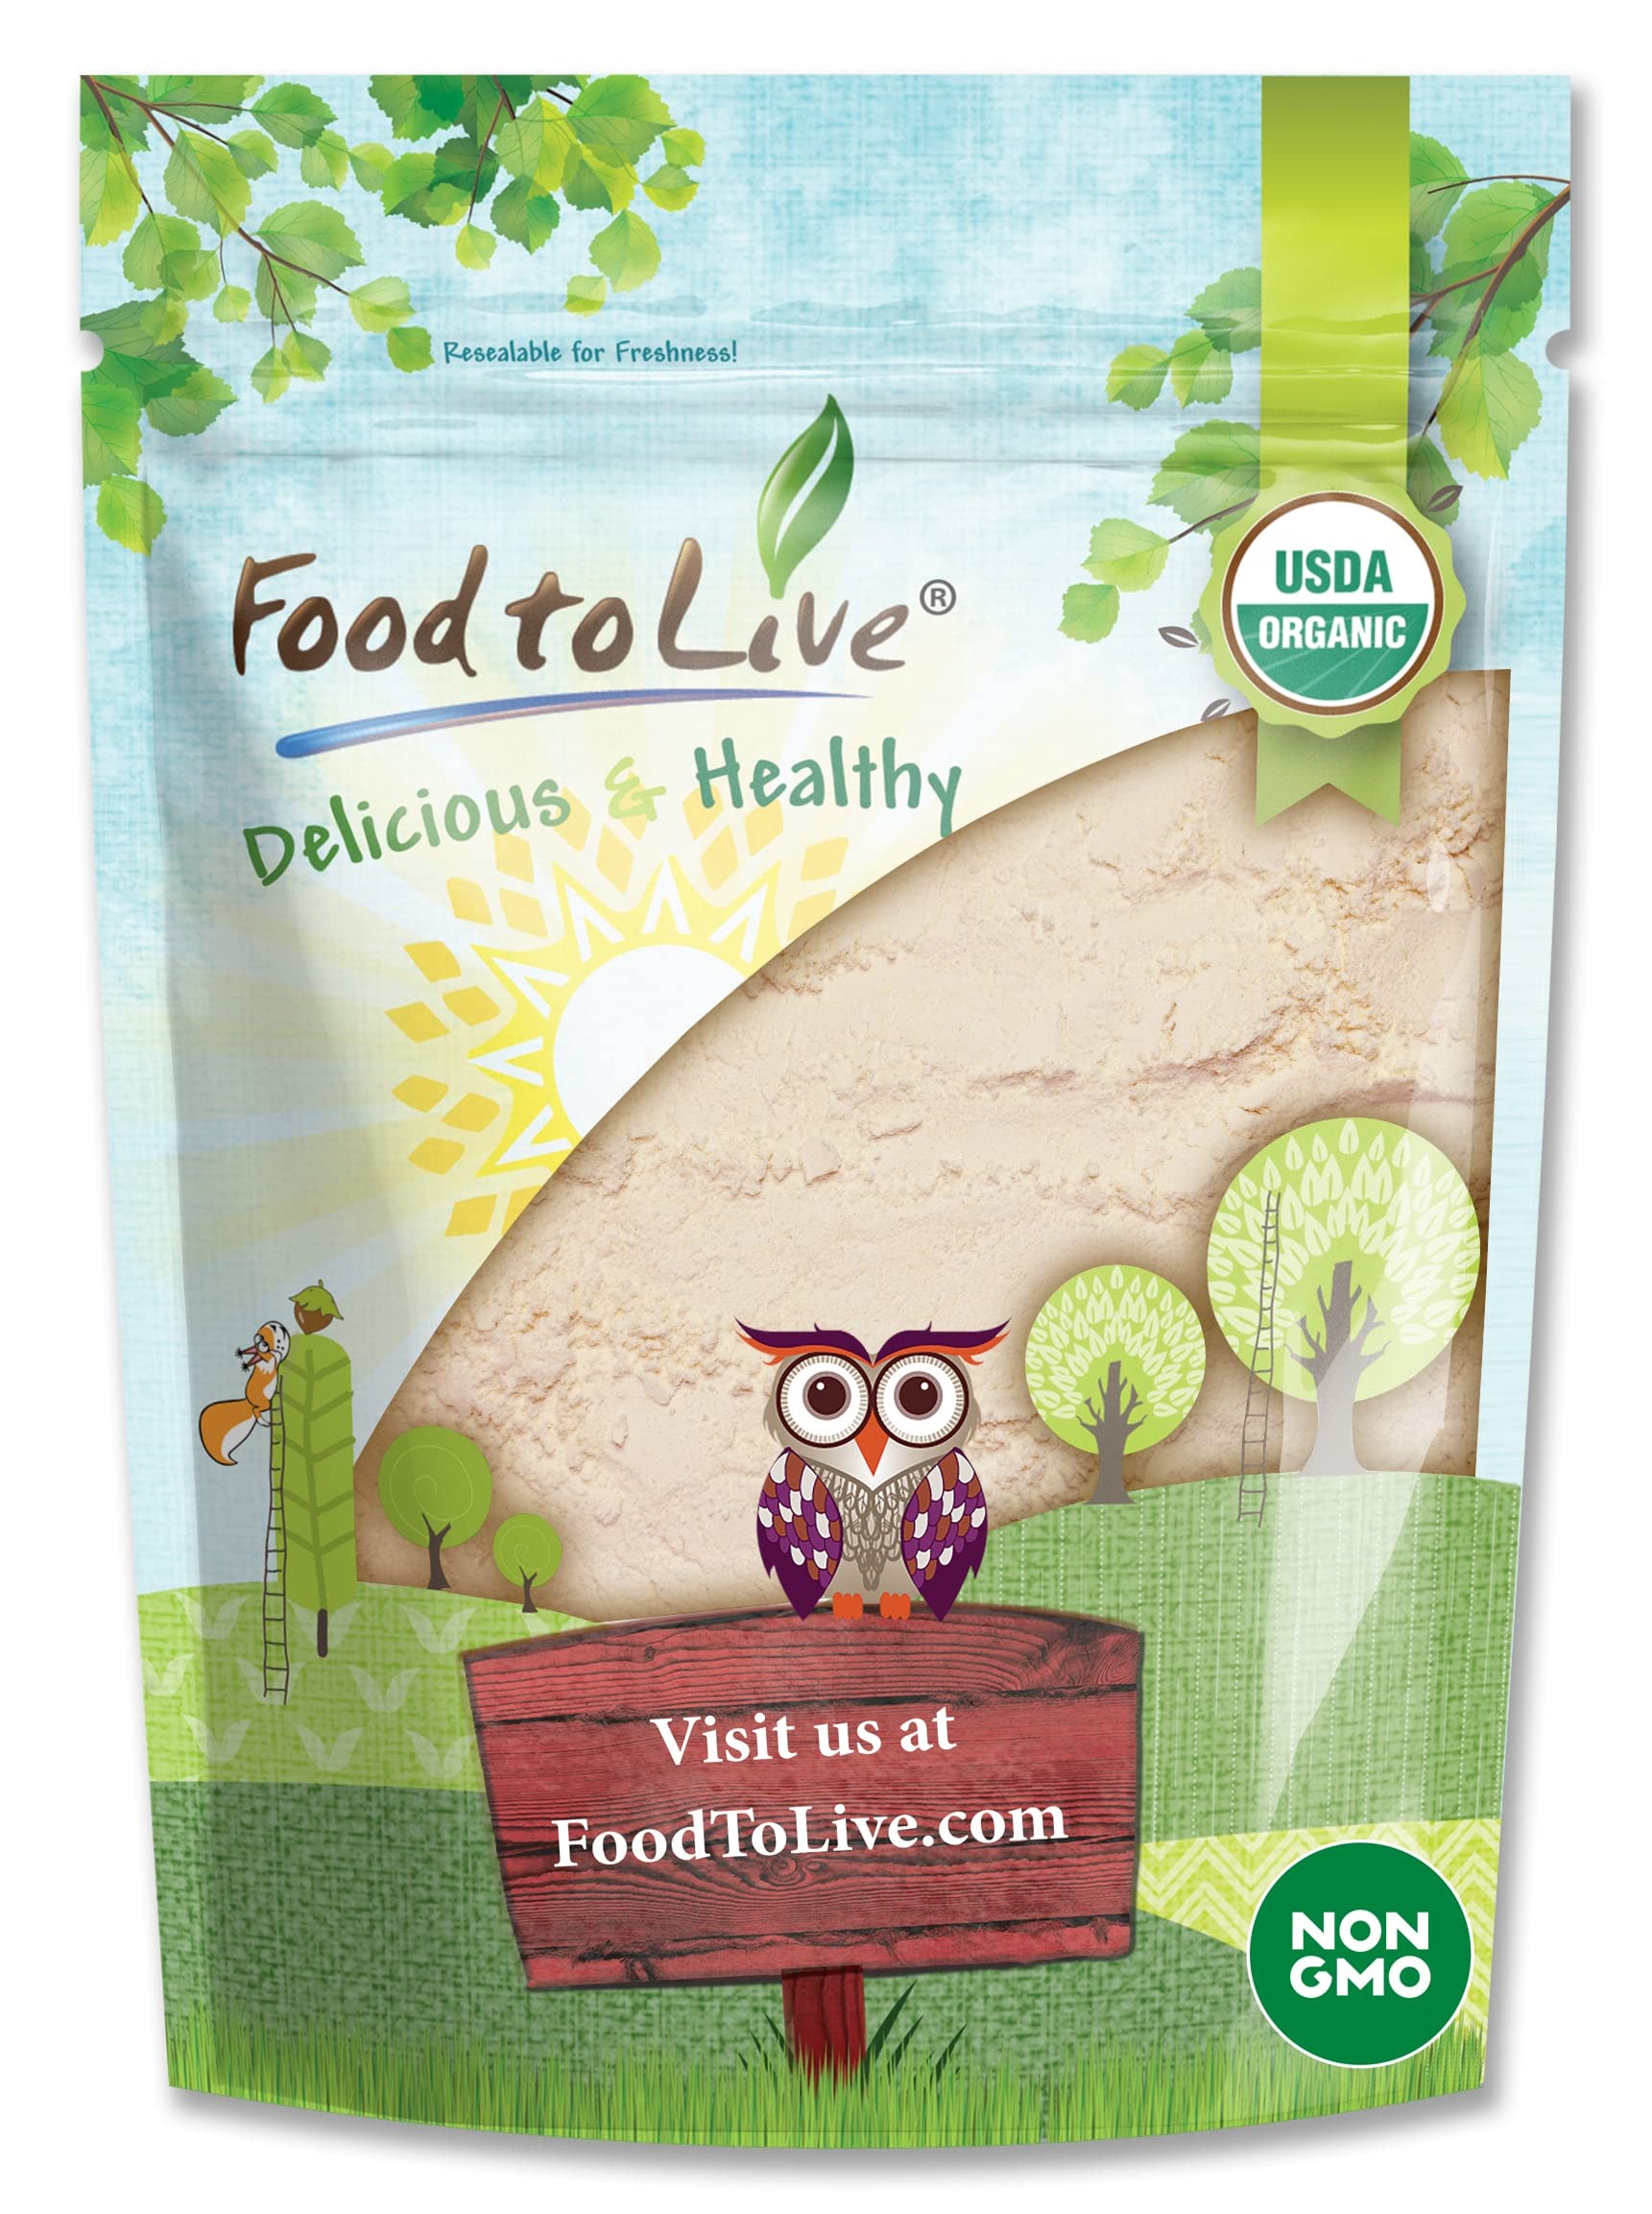 Resealable for Freshness!
Food to Live®
Delicious & Healthy
USDA
ORGANIC
Visit us at
FoodToLive.com
NON
GMO